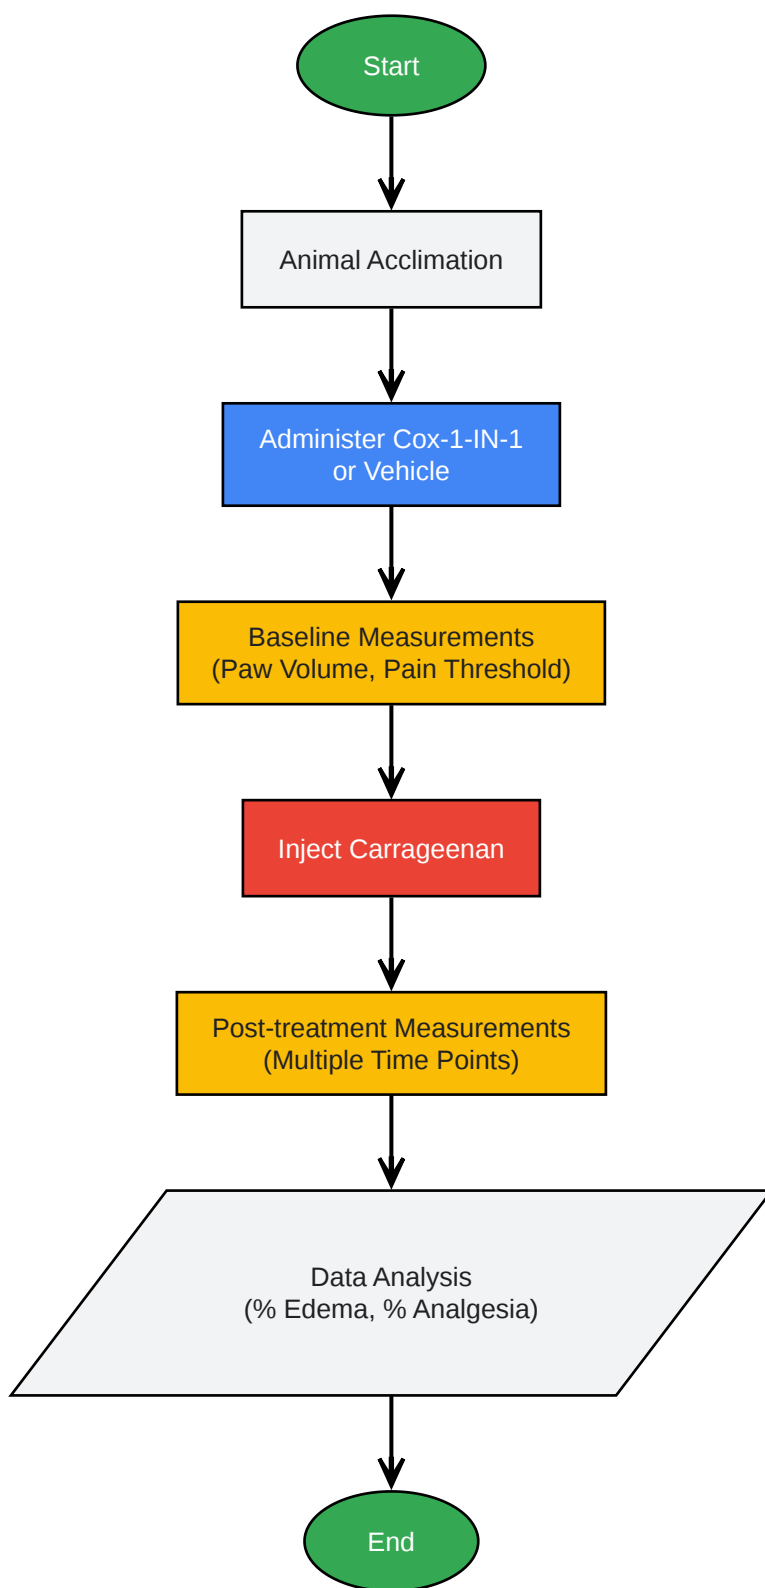 Start
Animal Acclimation
Administer Cox-1-IN-1
or Vehicle
Baseline Measurements
(Paw Volume, Pain Threshold)
Inject Carrageenan
Post-treatment Measurements
(Multiple Time Points)
Data Analysis
(% Edema, % Analgesia)
End